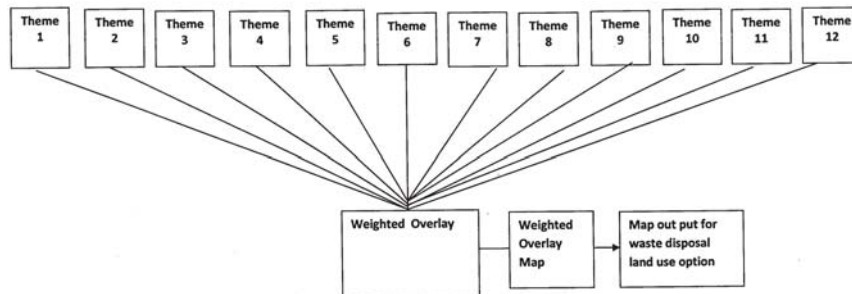 Theme
1
Theme
2
Theme
3
Theme
4
Theme
5
Theme
6
Theme
7
Theme
8
Theme
9
Theme
10
Theme
11
Theme
12
Weighted Overlay
Weighted
Overlay
Map
Map out put for
waste disposal
land use option